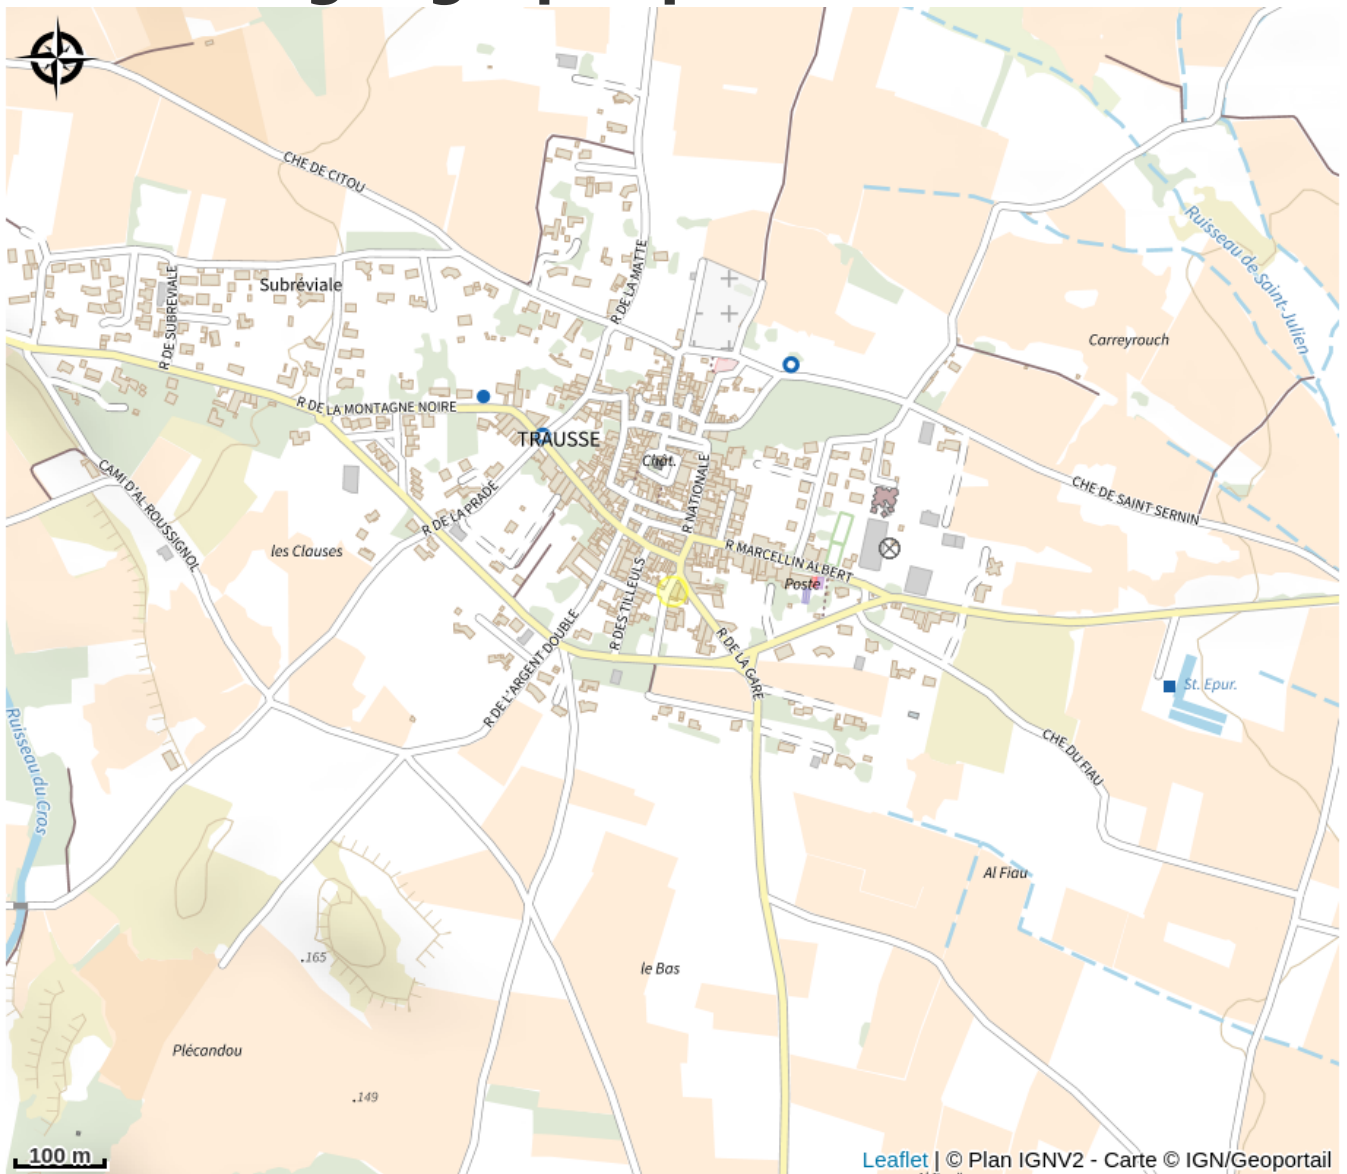 CHE DE CITOU
R DE LA MATTE
Ruisseau de Saint-Julien
Subréviale
R DE SUBREVIALE
Carreyrouch
R DE LA MONTAGNE NOIRE
TRAUSSE
Chât.
R NATIONALE
CAMI D'AL ROUSSIGNOL
R DE LA PRADE
CHE DE SAINT SERNIN
les Clauses
R MARCELLIN ALBERT
Poste
R DES TILLEULS
R DE L'ARGENT DOUBLE
R DE LA GARE
St. Epur.
Ruisseau du Cros
CHE DU FIAU
Al Fiau
.165
le Bas
Plécandou
.149
100 m
Leaflet | © Plan IGNV2 - Carte © IGN/Geoportail